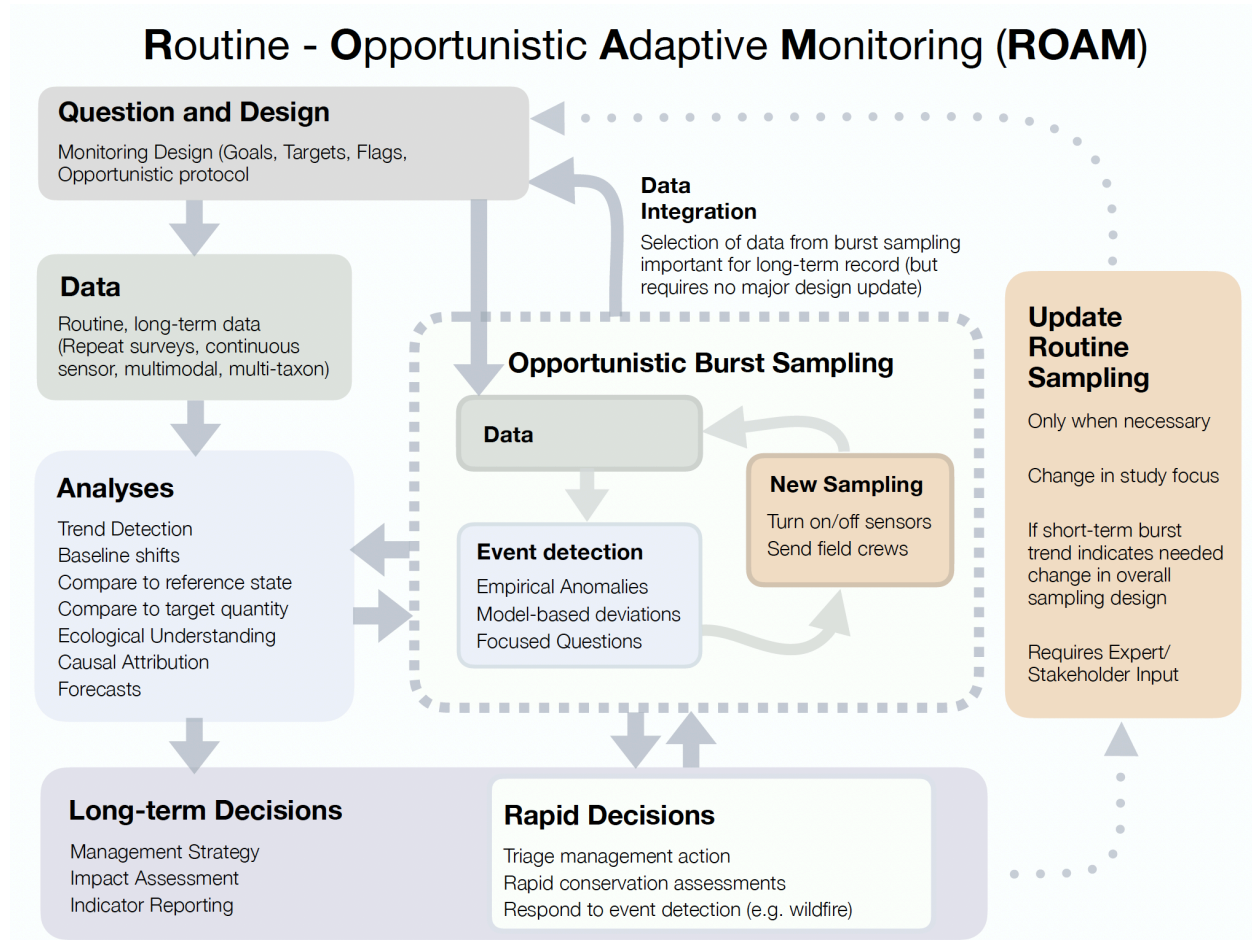 Routine - Opportunistic Adaptive Monitoring (ROAM)
Question and Design
Monitoring Design (Goals, Targets, Flags,
Opportunistic protocol
Data
Integration
Selection of data from burst sampling
important for long-term record (but
requires no major design update)
Data
Routine, long-term data
(Repeat surveys, continuous
sensor, multimodal, multi-taxon)
Opportunistic Burst Sampling
Data
New Sampling
Turn on/off sensors
Send field crews
Event detection
Empirical Anomalies
Model-based deviations
Focused Questions
Analyses
Trend Detection
Baseline shifts
Compare to reference state
Compare to target quantity
Ecological Understanding
Causal Attribution
Forecasts
Update
Routine
Sampling
Only when necessary
Change in study focus
If short-term burst
trend indicates needed
change in overall
sampling design
Requires Expert/
Stakeholder Input
Long-term Decisions
Management Strategy
Impact Assessment
Indicator Reporting
Rapid Decisions
Triage management action
Rapid conservation assessments
Respond to event detection (e.g. wildfire)